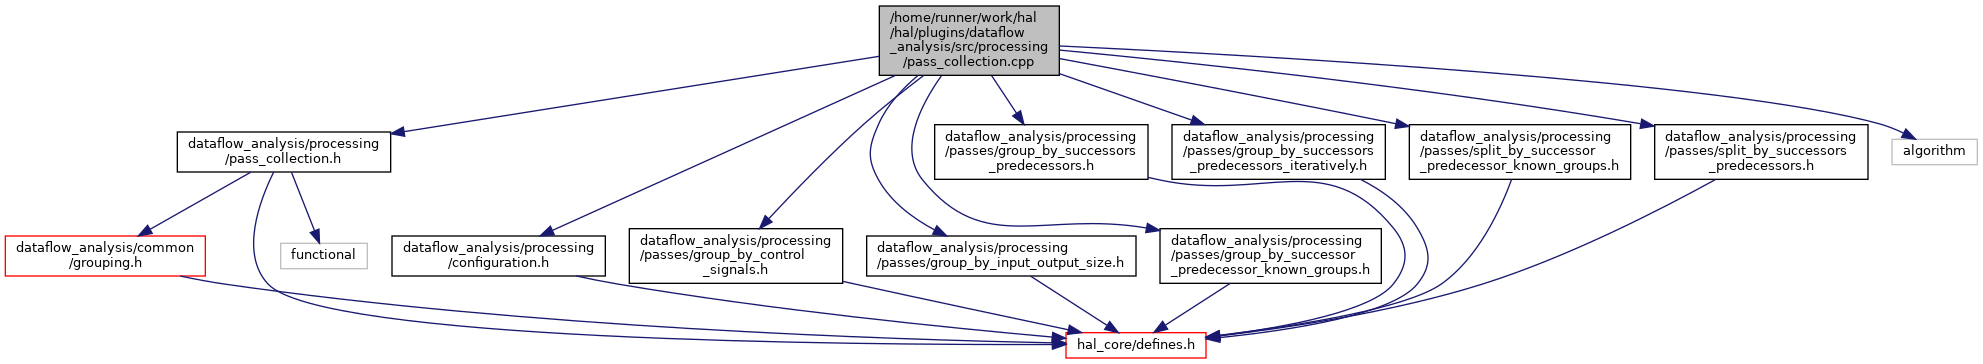 /home/runner/work/hal
/hal/plugins/dataflow
_analysis/src/processing
/pass_collection.cpp
dataflow_analysis/processing
/pass_collection.h
dataflow_analysis/processing
/passes/group_by_successors
_predecessors.h
dataflow_analysis/processing
/passes/group_by_successors
_predecessors_iteratively.h
dataflow_analysis/processing
/passes/split_by_successor
_predecessor_known_groups.h
dataflow_analysis/processing
/passes/split_by_successors
_predecessors.h
algorithm
dataflow_analysis/common
/grouping.h
functional
dataflow_analysis/processing
/configuration.h
dataflow_analysis/processing
/passes/group_by_control
_signals.h
dataflow_analysis/processing
/passes/group_by_input_output_size.h
dataflow_analysis/processing
/passes/group_by_successor
_predecessor_known_groups.h
hal_core/defines.h